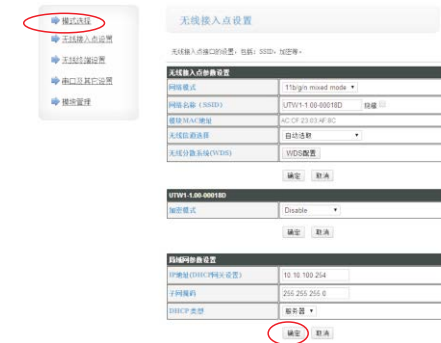 模式选择
无线接入点设置
无线终端设置
串口及其它设置
模块管理
无线接入点设置
无线接入点接口的设置，包括：SSID，加密等。
无线接入点参数设置
网络模式 11b/g/n mixed mode
网络名称（SSID） UTW1-1.00-00018D 隐藏
模块MAC地址 AC CF 23 03 AF 8C
无线信道选择 自动选取
无线分散系统(WDS) WDS配置
确定 取消
UTW1-1.00-00018D
加密模式 Disable
确定 取消
局域网参数设置
IP地址(DHCP网关设置) 10.10.100.254
子网掩码 255.255.255.0
DHCP 类型 服务器
确定 取消